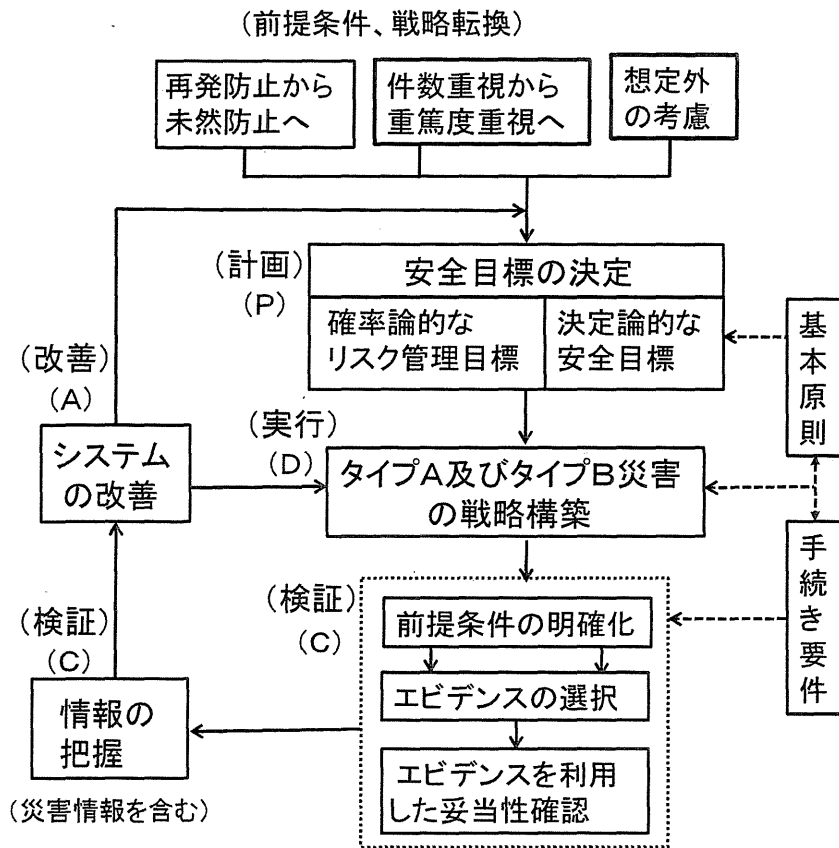 (前提条件、戦略転換)
再発防止から
未然防止へ
件数重視から
重篤度重視へ
想定外
の考慮
(計画)
(P)
安全目標の決定
確率論的な
リスク管理目標
決定論的な
安全目標
基本原則
(改善)
(A)
システム
の改善
(実行)
(D)
タイプA及びタイプB災害
の戦略構築
手続き要件
(検証)
(C)
前提条件の明確化
エビデンスの選択
エビデンスを利用
した妥当性確認
(検証)
(C)
情報の
把握
(災害情報を含む)